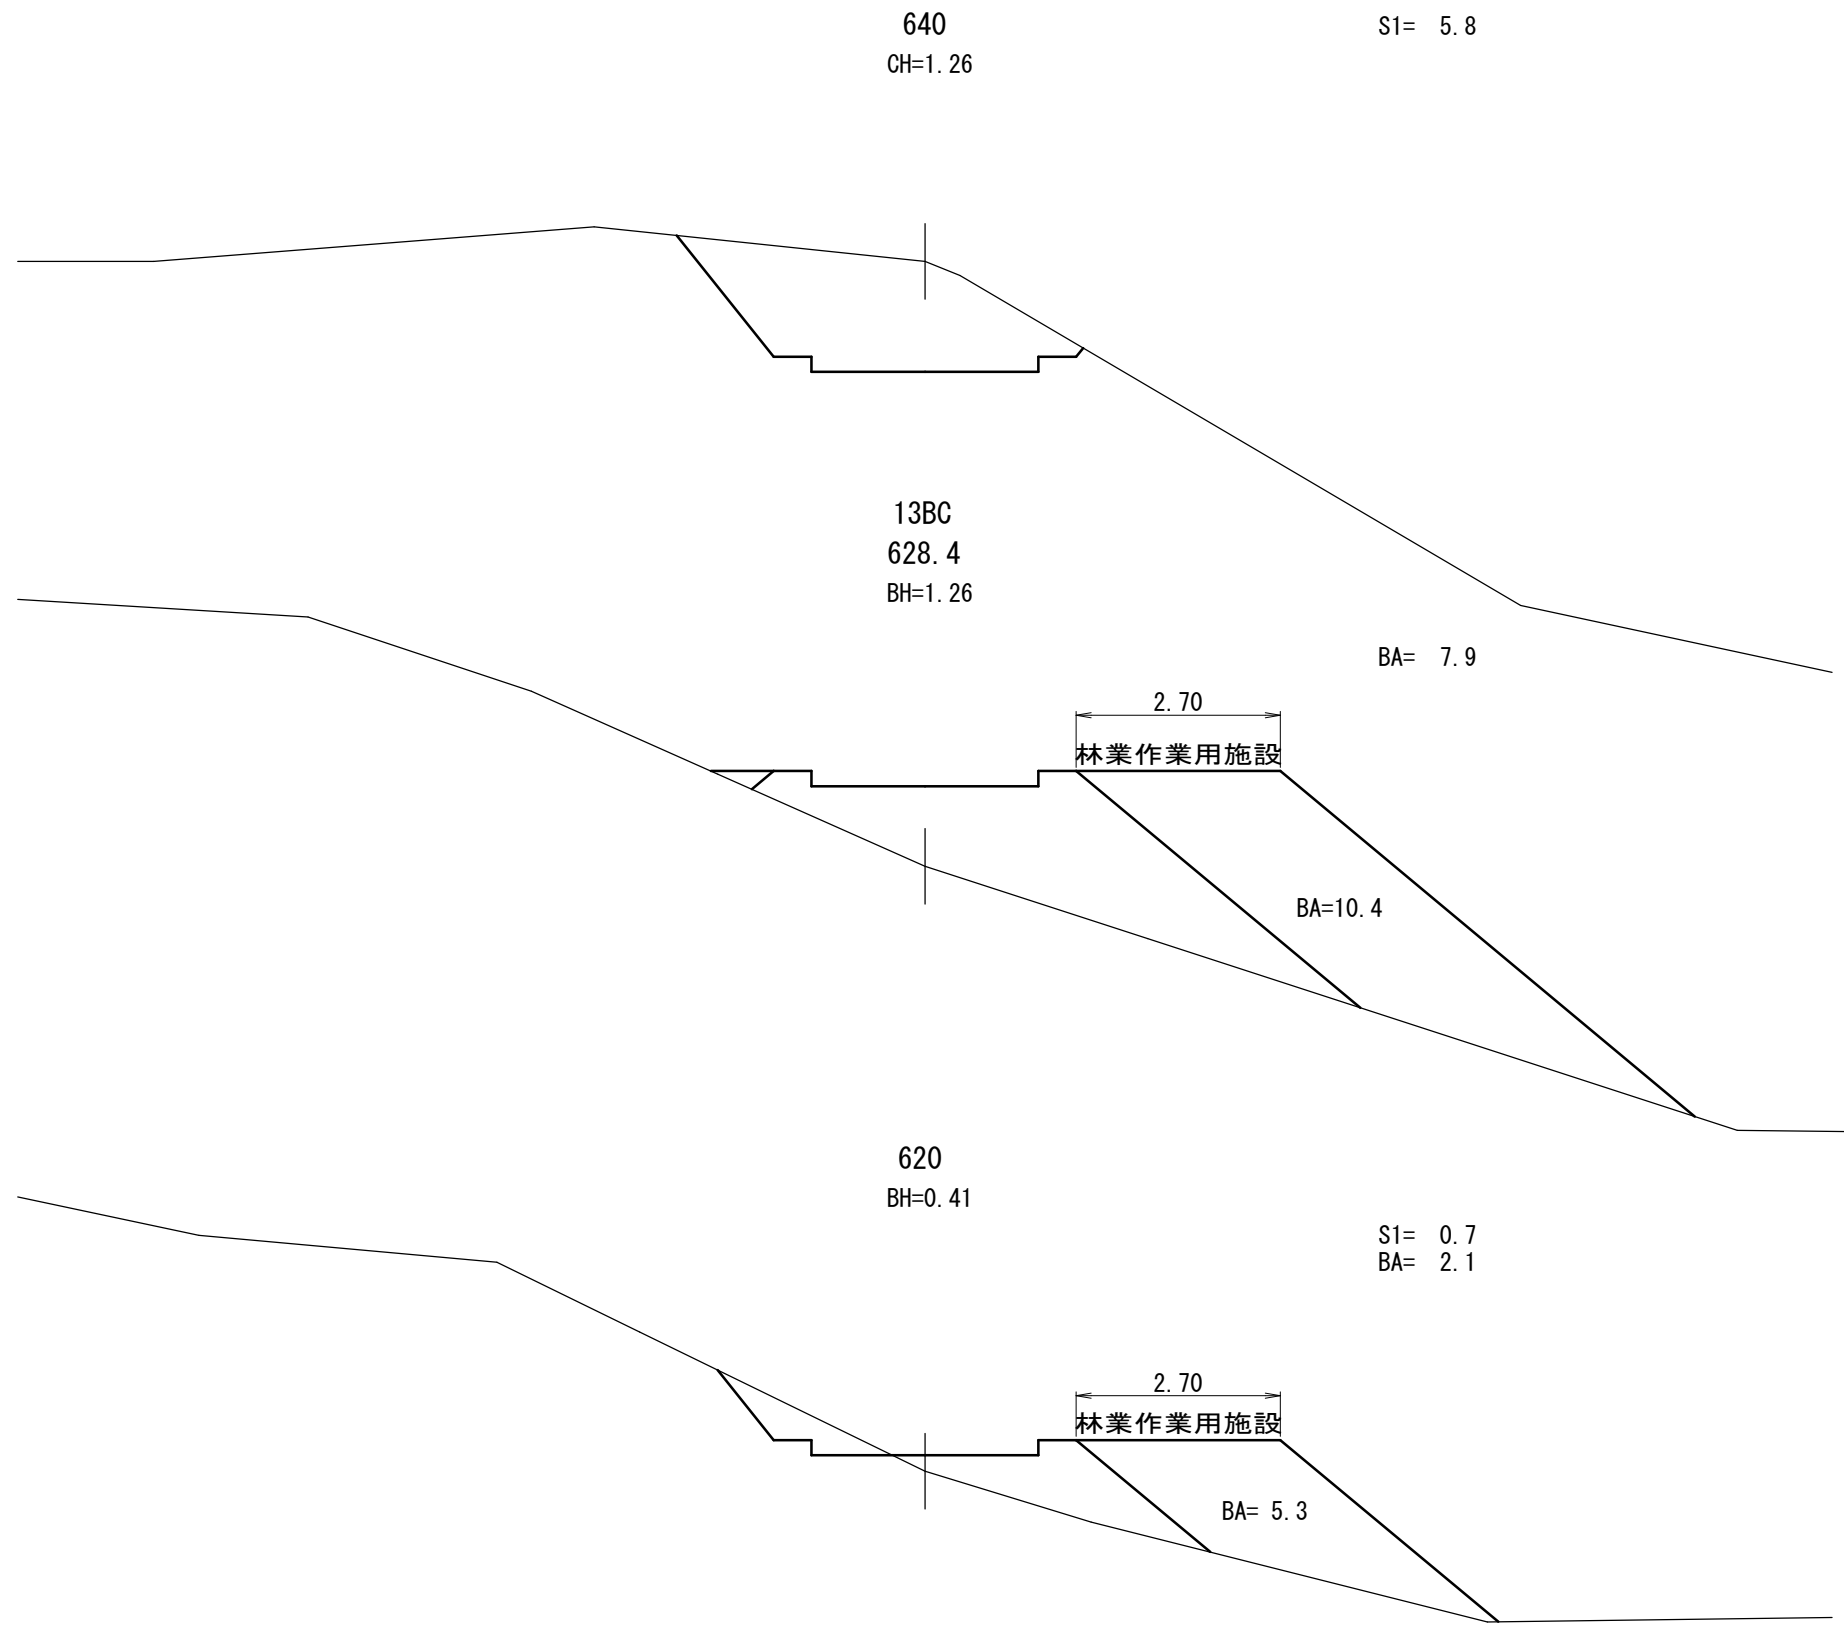 640
S1= 5.8
CH=1.26
13BC
628.4
BH=1.26
BA= 7.9
2.70
林業作業用施設
BA=10.4
620
BH=0.41
S1= 0.7
BA= 2.1
2.70
林業作業用施設
BA= 5.3